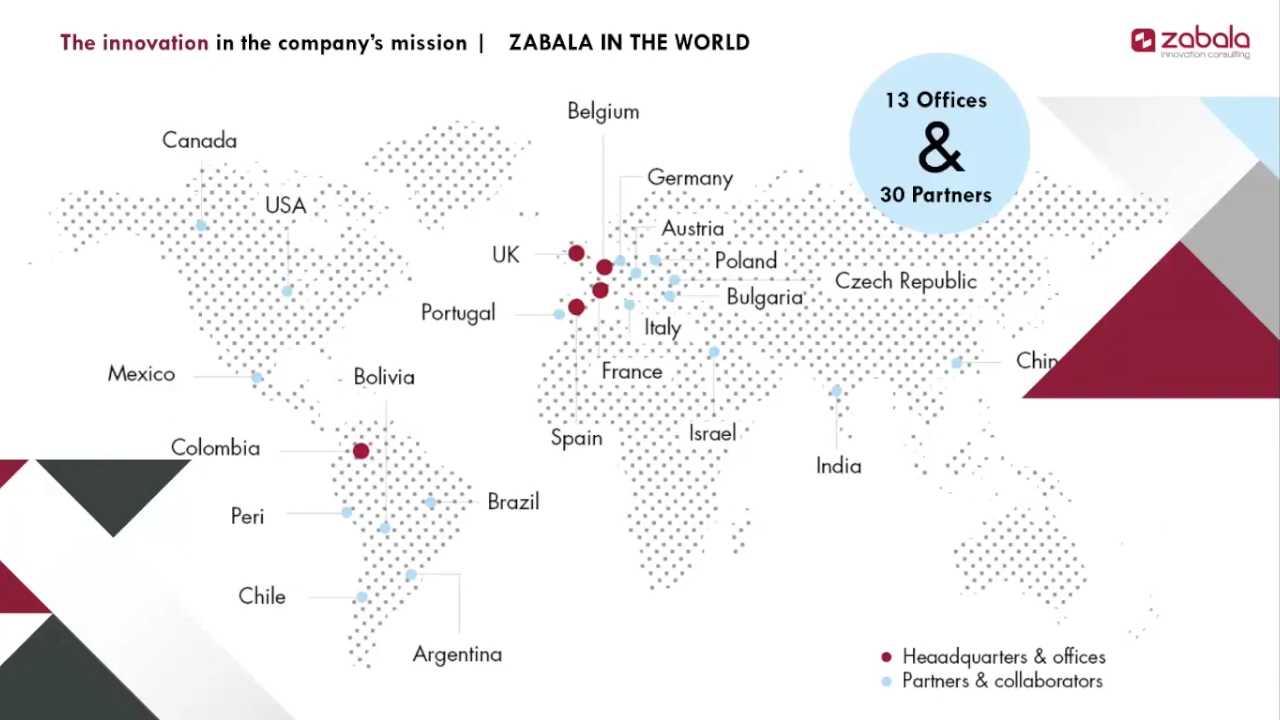 The innovation in the company's mission | ZABALA IN THE WORLD
zabala
innovation consulting
13 Offices
&
30 Partners
Belgium
Canada
Germany
USA
Austria
UK
Poland
Czech Republic
Bulgaria
Portugal
Italy
Chin
France
Mexico
Bolivia
Spain
Israel
Colombia
India
Brazil
Peri
Chile
Argentina
Heaadquarters & offices
Partners & collaborators